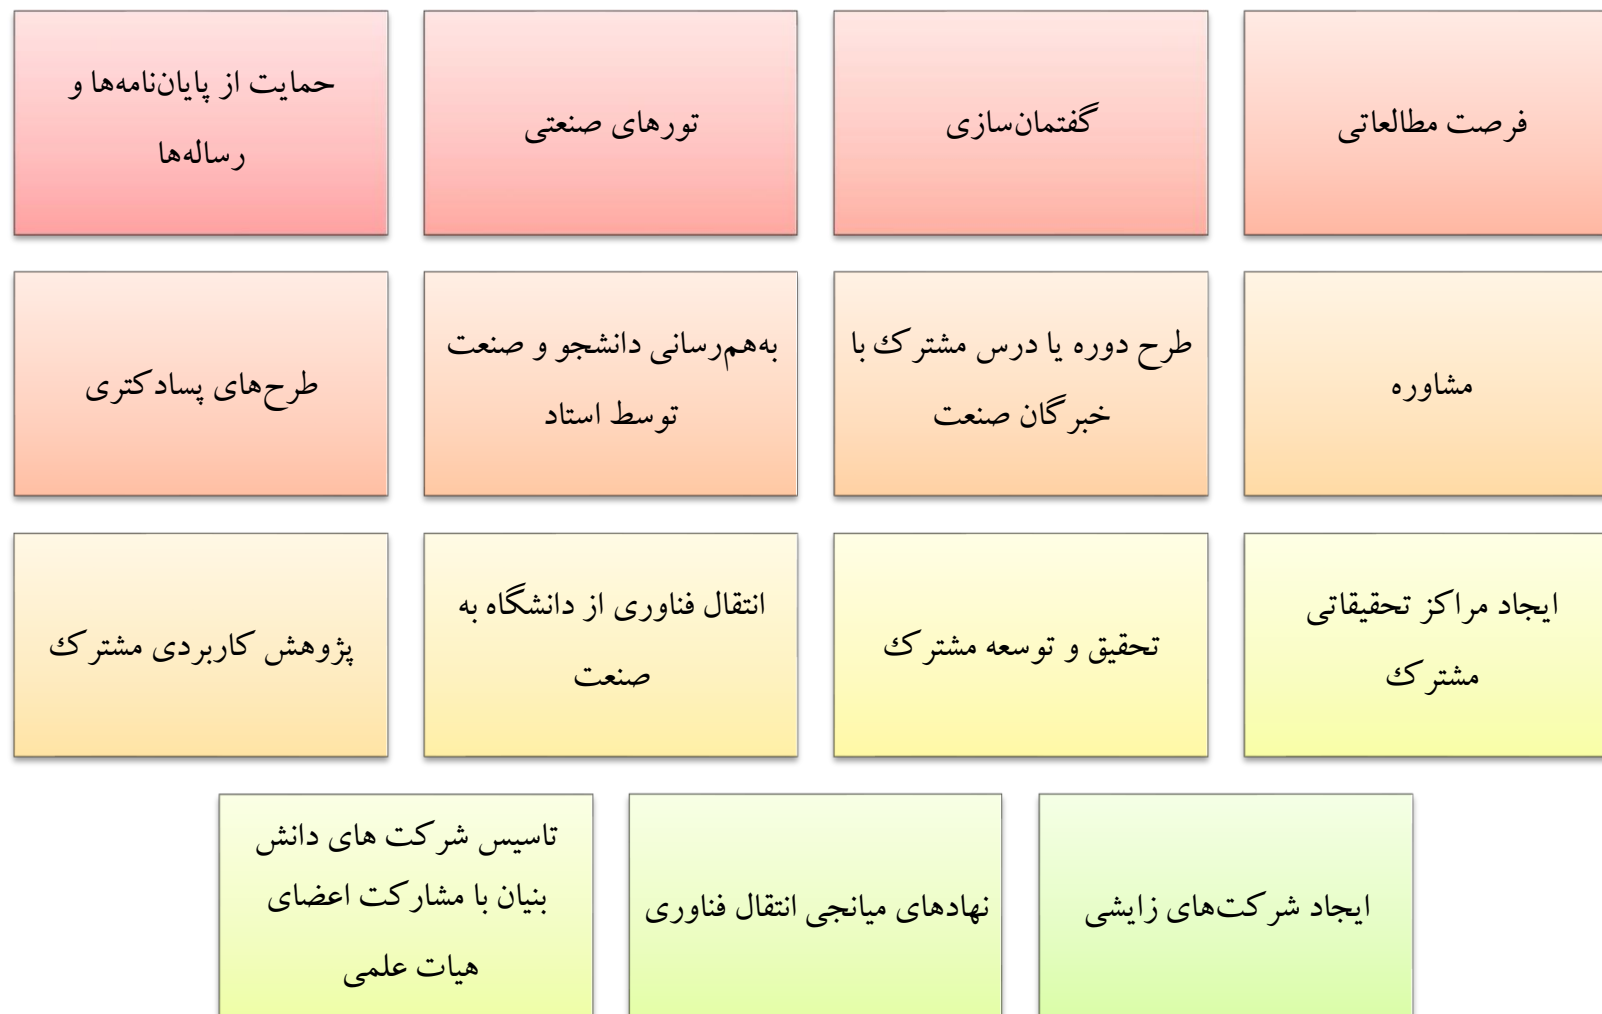 فرصت مطالعاتی
گفتمان‌سازی
تورهای صنعتی
حمایت از پایان‌نامه‌ها و
رساله‌ها
مشاوره
طرح دوره یا درس مشترک با
خبرگان صنعت
به‌هم‌رسانی دانشجو و صنعت
توسط استاد
طرح‌های پسادکتری
ایجاد مراکز تحقیقاتی
مشترک
تحقیق و توسعه مشترک
انتقال فناوری از دانشگاه به
صنعت
پژوهش کاربردی مشترک
ایجاد شرکت‌های زایشی
نهادهای میانجی انتقال فناوری
تاسیس شرکت های دانش
بنیان با مشارکت اعضای
هیات علمی